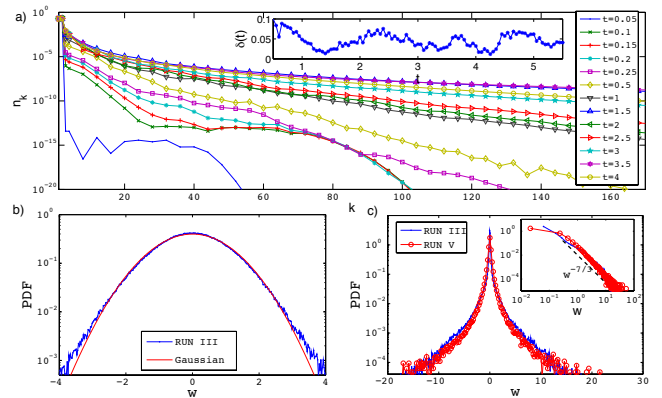 a)
10^0
10^-5
10^-10
10^-15
10^-20
n_k
20
40
60
80
100
120
140
160
k
0.1
0.05
0
δ(t)
1
2
3
4
5
t
t=0.05
t=0.1
t=0.15
t=0.2
t=0.25
t=0.5
t=1
t=1.5
t=2
t=2.5
t=3
t=3.5
t=4
b)
10^0
10^-1
10^-2
10^-3
PDF
−4
−2
0
2
4
w
RUN III
Gaussian
c)
10^0
10^-1
10^-2
10^-3
10^-4
PDF
−20
−10
0
10
20
30
w
RUN III
RUN V
10^0
10^-2
10^-4
w^−7/3
10^-2
10^0
10^2
w